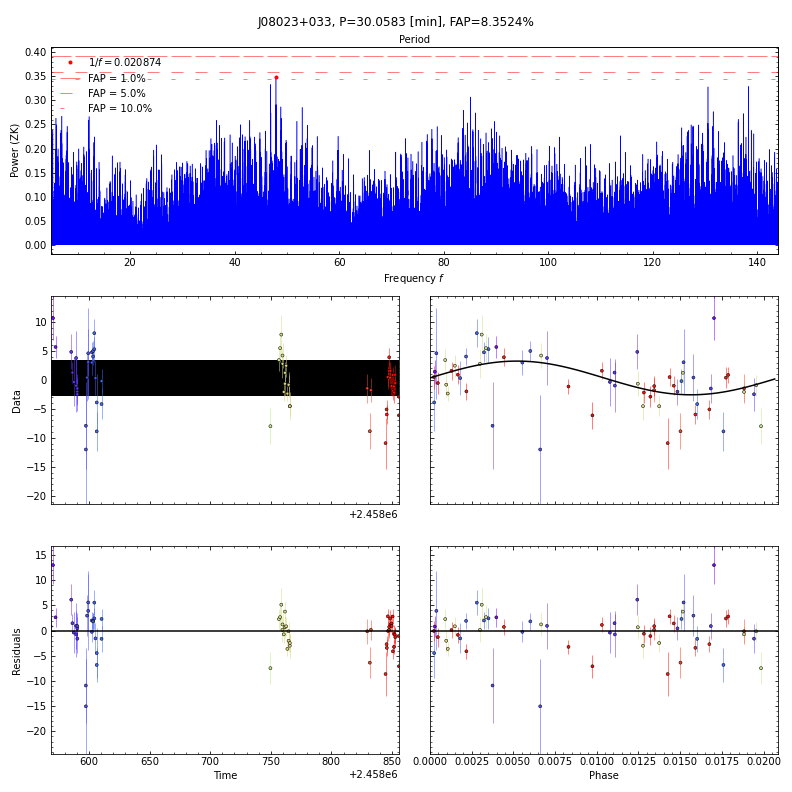 J08023+033, P=30.0583 [min], FAP=8.3524%
Period
0.40
0.35
0.30
0.25
0.20
0.15
0.10
0.05
0.00
Power (ZK)
1/f = 0.020874
FAP = 1.0%
FAP = 5.0%
FAP = 10.0%
20 40 60 80 100 120 140
Frequency f
10
5
0
−5
−10
−15
−20
Data
+2.458e6
15
10
5
0
−5
−10
−15
−20
Residuals
600 650 700 750 800 850
Time
+2.458e6
0.0000 0.0025 0.0050 0.0075 0.0100 0.0125 0.0150 0.0175 0.0200
Phase